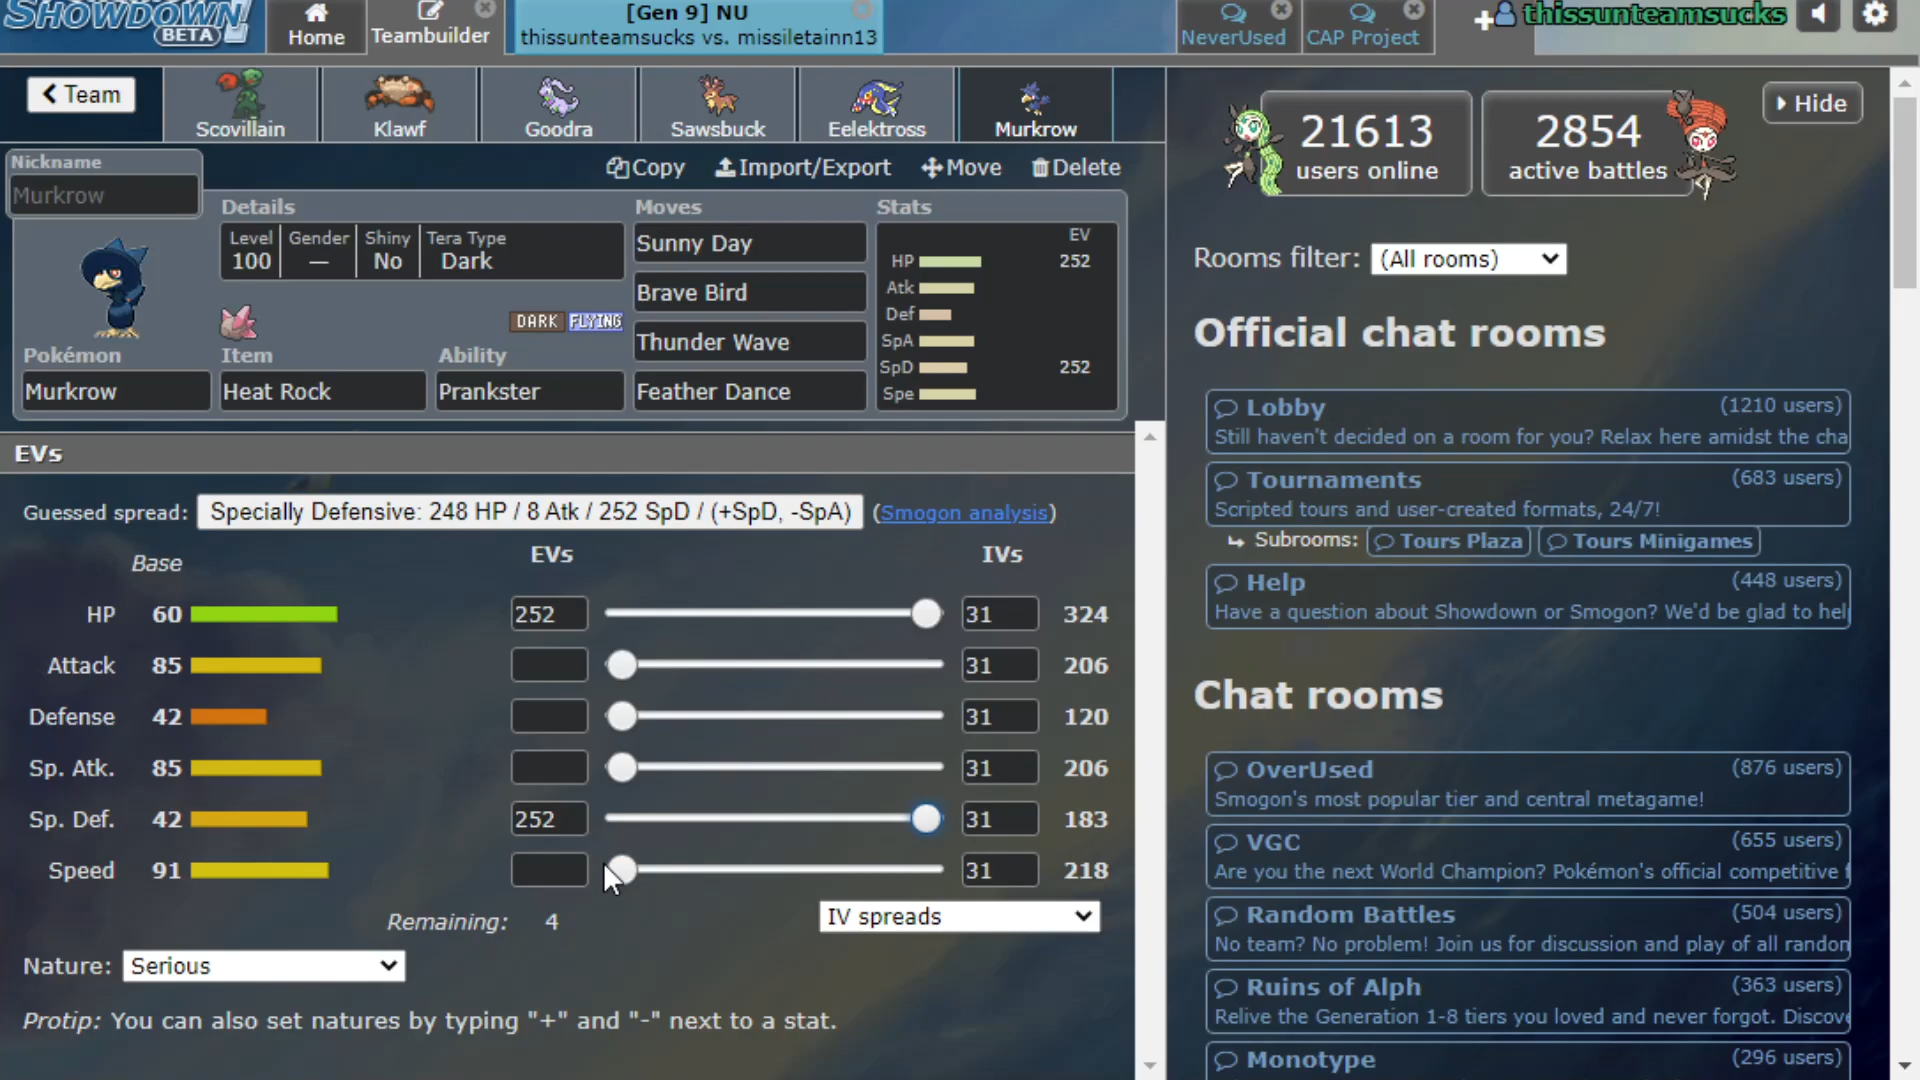 SHOWDOWN
BETA
Home
Teambuilder
[Gen 9] NU
thissunteamsucks vs. missiletainn13
NeverUsed
CAP Project
thissunteamsucks
Team
Scovillain
Klawf
Goodra
Sawsbuck
Eelektross
Murkrow
Hide
21613
users online
2854
active battles
Nickname
Murkrow
Copy
Import/Export
Move
Delete
Details
Moves
Stats
Level
100
Gender
—
Shiny
No
Tera Type
Dark
DARK FLYING
Pokémon
Murkrow
Item
Heat Rock
Ability
Prankster
Sunny Day
Brave Bird
Thunder Wave
Feather Dance
EV
HP 252
Atk
Def
SpA
SpD 252
Spe
EVs
Guessed spread: Specially Defensive: 248 HP / 8 Atk / 252 SpD / (+SpD, -SpA) (Smogon analysis)
Base EVs IVs
HP 60 252 31 324
Attack 85 31 206
Defense 42 31 120
Sp. Atk. 85 31 206
Sp. Def. 42 252 31 183
Speed 91 31 218
Remaining: 4
IV spreads
Nature: Serious
Protip: You can also set natures by typing "+" and "-" next to a stat.
Rooms filter: (All rooms)
Official chat rooms
Lobby (1210 users)
Still haven't decided on a room for you? Relax here amidst the cha
Tournaments (683 users)
Scripted tours and user-created formats, 24/7!
Subrooms: Tours Plaza Tours Minigames
Help (448 users)
Have a question about Showdown or Smogon? We'd be glad to hel
Chat rooms
OverUsed (876 users)
Smogon's most popular tier and central metagame!
VGC (655 users)
Are you the next World Champion? Pokémon's official competitive
Random Battles (504 users)
No team? No problem! Join us for discussion and play of all random
Ruins of Alph (363 users)
Relive the Generation 1-8 tiers you loved and never forgot. Discove
Monotype (296 users)